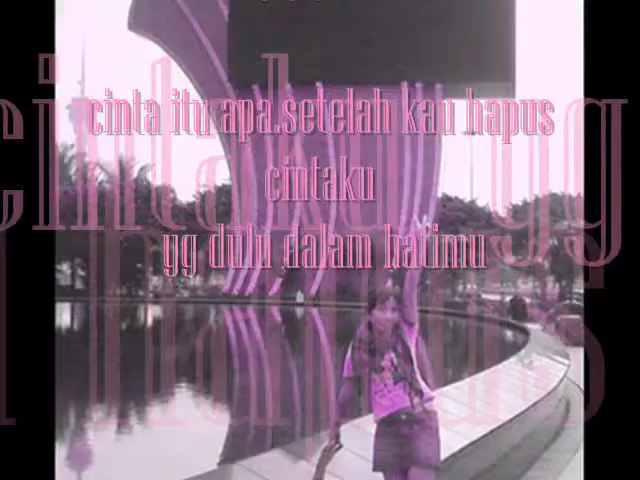 cinta itu apa.setelah kau hapus
cintaku
yg dulu dalam hatimu